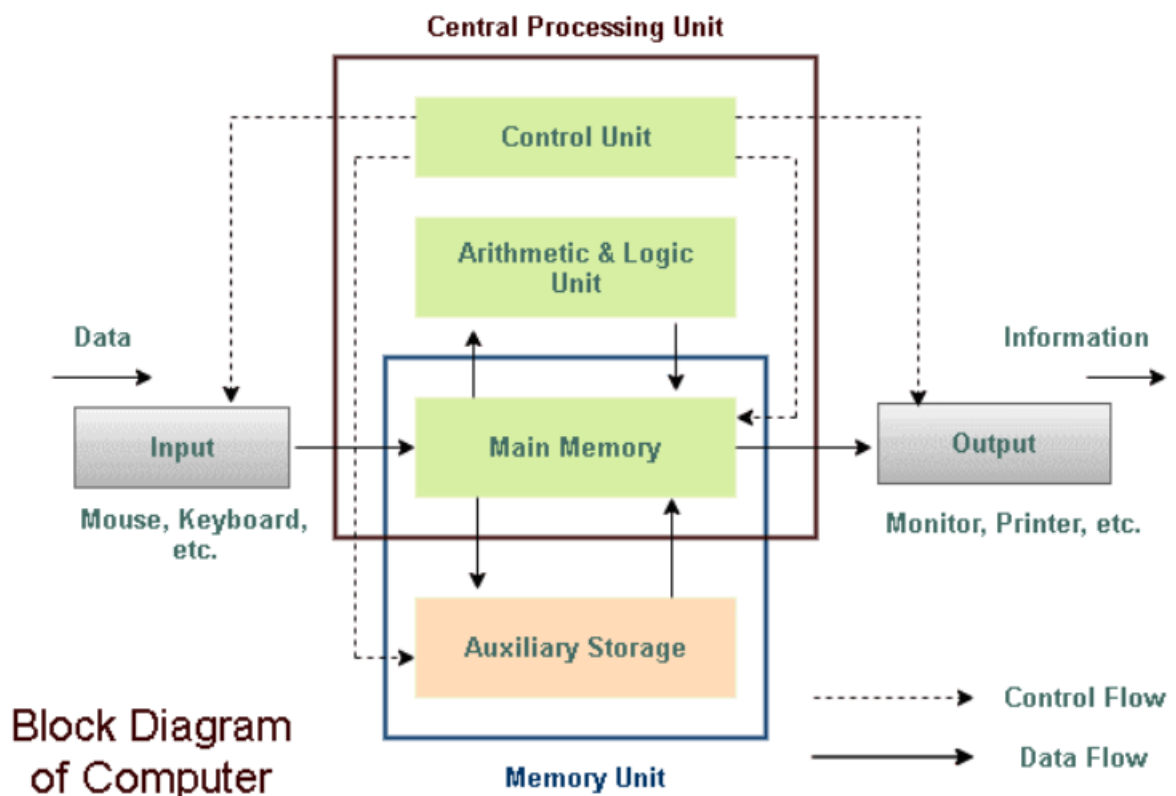 Central Processing Unit
Control Unit
Arithmetic & Logic
Unit
Data
Information
Input
Main Memory
Output
Mouse, Keyboard,
etc.
Monitor, Printer, etc.
Auxiliary Storage
Control Flow
Data Flow
Block Diagram
of Computer
Memory Unit